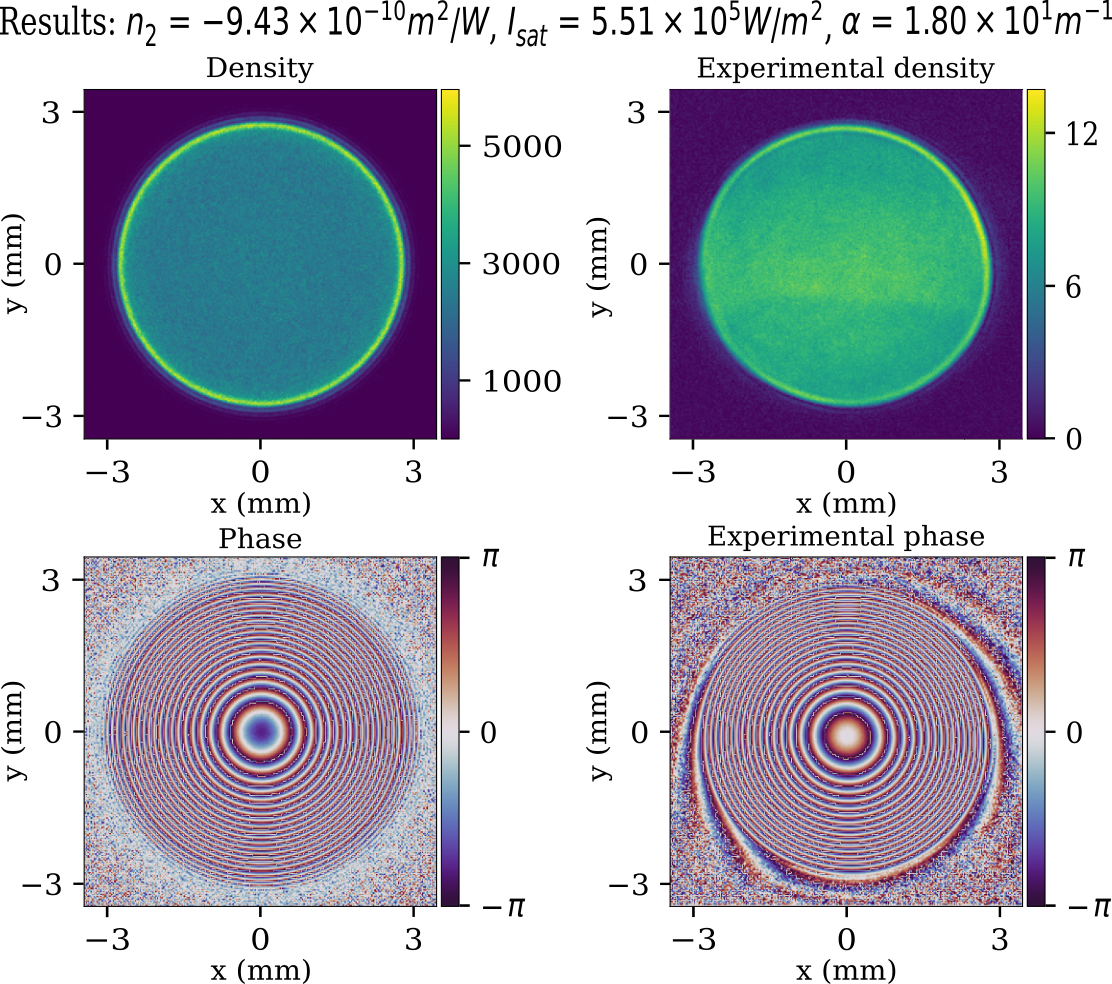 Results: n₂ = −9.43 × 10⁻¹⁰m²/W, I_sat = 5.51 × 10⁵W/m², α = 1.80 × 10¹m⁻¹
Density
Experimental density
3
0
−3
−3
0
3
x (mm)
y (mm)
5000
3000
1000
3
0
−3
−3
0
3
x (mm)
y (mm)
12
6
0
Phase
Experimental phase
3
0
−3
−3
0
3
x (mm)
y (mm)
π
0
−π
3
0
−3
−3
0
3
x (mm)
y (mm)
π
0
−π